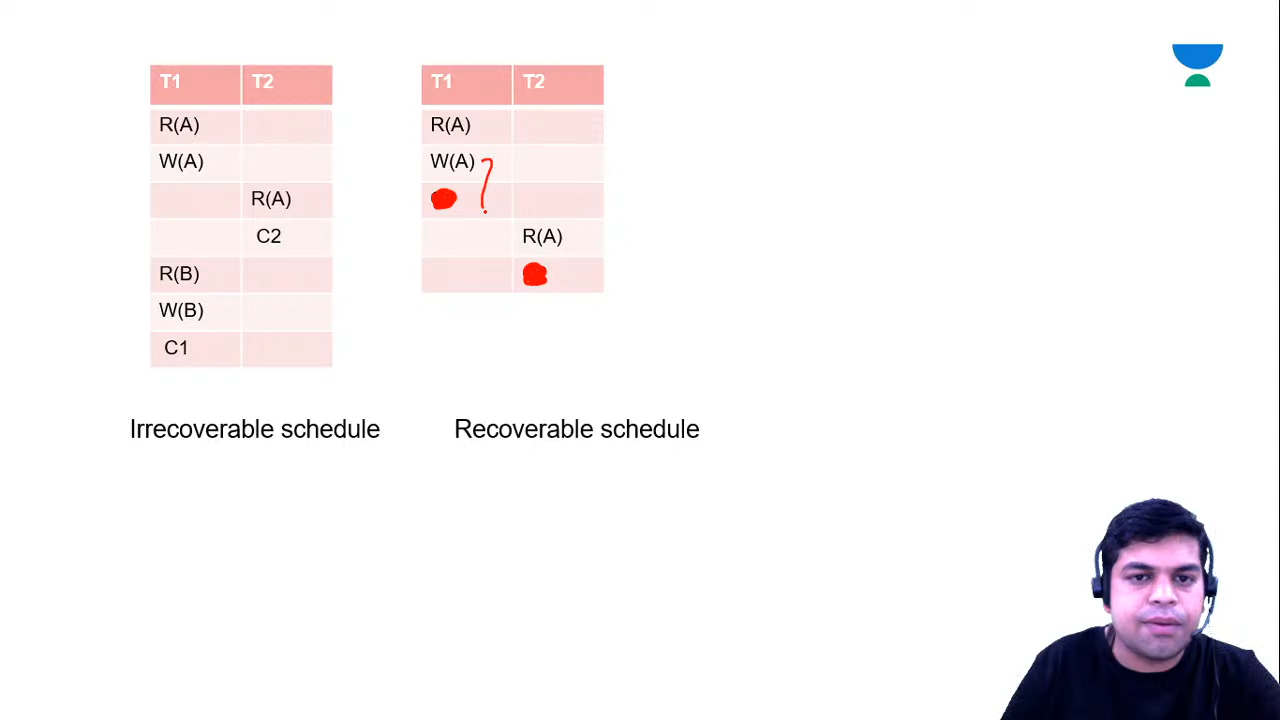 T1 T2
R(A)
W(A)
R(A)
C2
R(B)
W(B)
C1
T1 T2
R(A)
W(A) ?
R(A)
Irrecoverable schedule
Recoverable schedule